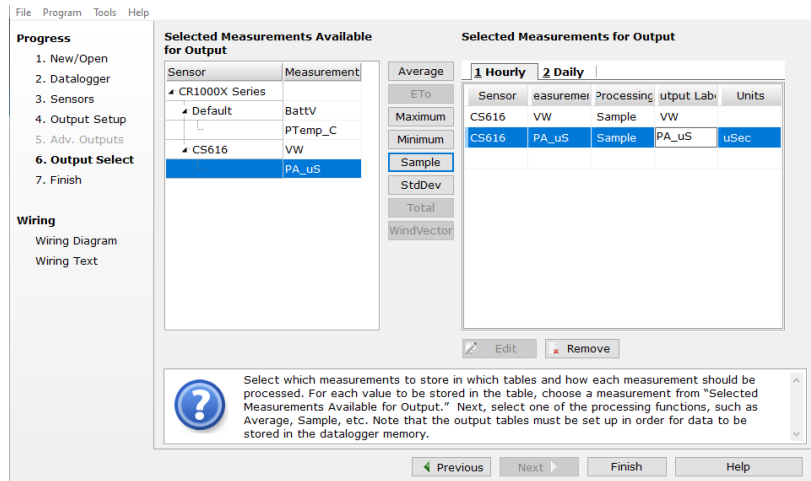 File Program Tools Help
Progress
1. New/Open
2. Datalogger
3. Sensors
4. Output Setup
5. Adv. Outputs
6. Output Select
7. Finish
Wiring
Wiring Diagram
Wiring Text
Selected Measurements Available
for Output
Sensor Measurement
CR1000X Series
Default BattV
PTemp_C
CS616 VW
PA_uS
Average
ETo
Maximum
Minimum
Sample
StdDev
Total
WindVector
Selected Measurements for Output
1 Hourly 2 Daily
Sensor easuremer Processing utput Lab Units
CS616 VW Sample VW
CS616 PA_uS Sample PA_uS uSec
Edit Remove
Select which measurements to store in which tables and how each measurement should be
processed. For each value to be stored in the table, choose a measurement from “Selected
Measurements Available for Output.” Next, select one of the processing functions, such as
Average, Sample, etc. Note that the output tables must be set up in order for data to be
stored in the datalogger memory.
Previous Next Finish Help